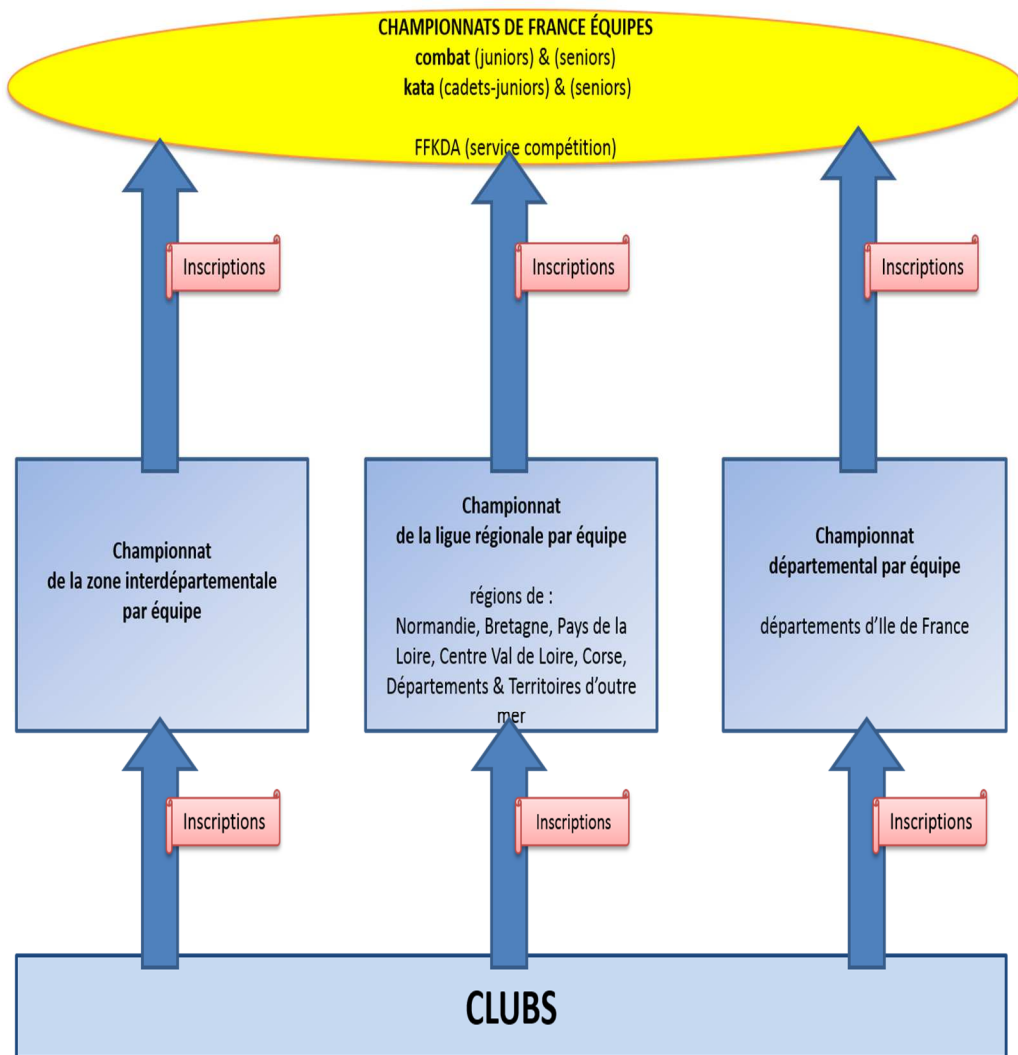 CHAMPIONNATS DE FRANCE ÉQUIPES
combat (juniors) & (seniors)
kata (cadets-juniors) & (seniors)
FFKDA (service compétition)
Inscriptions
Inscriptions
Inscriptions
Championnat
de la zone interdépartementale
par équipe
Championnat
de la ligue régionale par équipe
régions de :
Normandie, Bretagne, Pays de la
Loire, Centre Val de Loire, Corse,
Départements & Territoires d'outre
mer
Championnat
départemental par équipe
départements d'Ile de France
Inscriptions
Inscriptions
Inscriptions
CLUBS